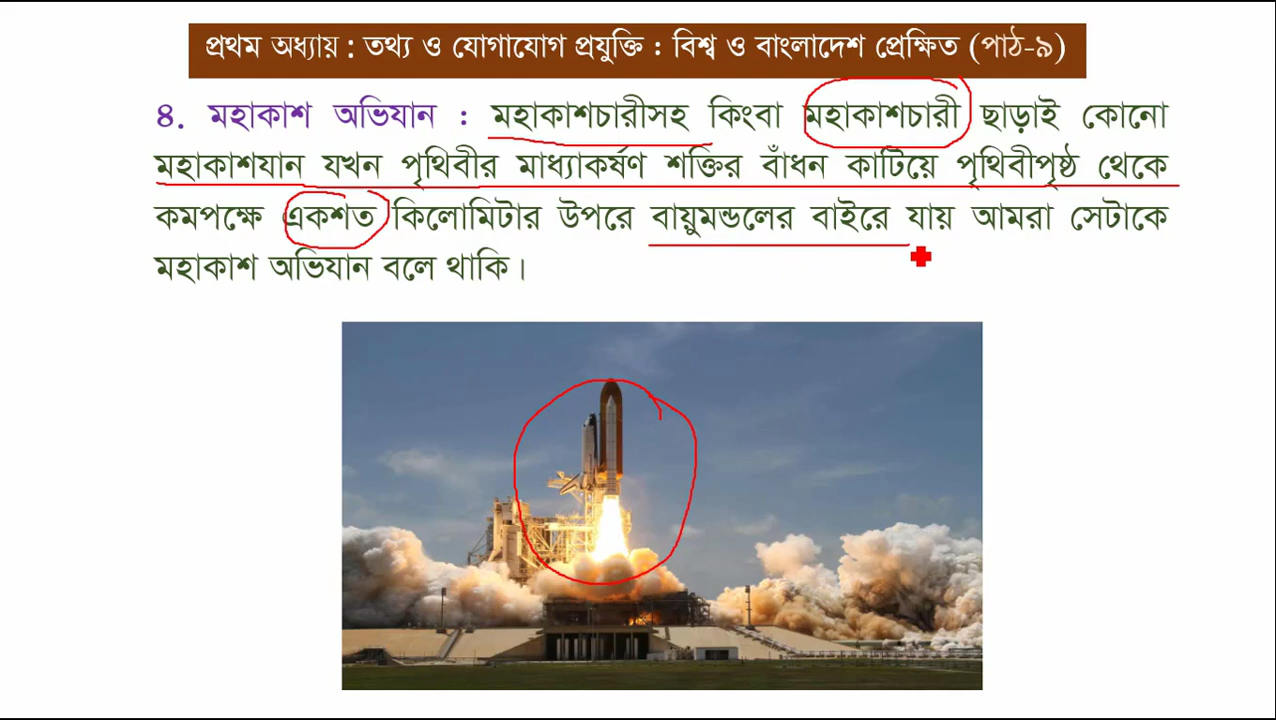 প্রথম অধ্যায় : তথ্য ও যোগাযোগ প্রযুক্তি : বিশ্ব ও বাংলাদেশ প্রেক্ষিত (পাঠ-৯)
৪. মহাকাশ অভিযান : মহাকাশচারীসহ কিংবা মহাকাশচারী ছাড়াই কোনো
মহাকাশযান যখন পৃথিবীর মাধ্যাকর্ষণ শক্তির বাঁধন কাটিয়ে পৃথিবীপৃষ্ঠ থেকে
কমপক্ষে একশত কিলোমিটার উপরে বায়ুমন্ডলের বাইরে যায় আমরা সেটাকে
মহাকাশ অভিযান বলে থাকি।